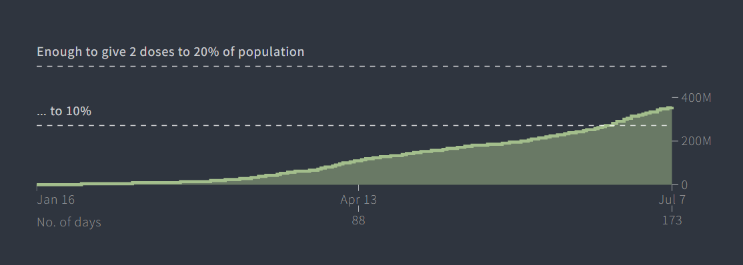 Enough to give 2 doses to 20% of population
400M
... to 10%
200M
0
Jan 16 Apr 13 Jul 7
No. of days 88 173